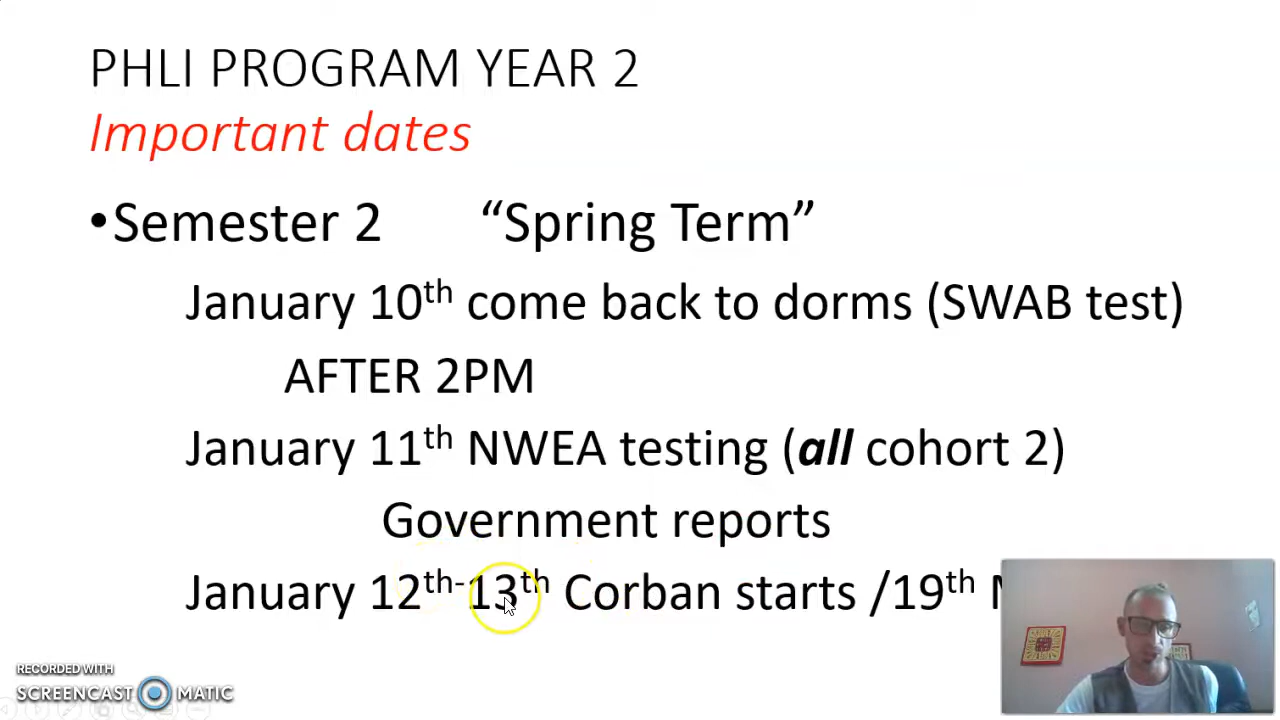 PHLI PROGRAM YEAR 2
Important dates
•Semester 2 “Spring Term”
January 10th come back to dorms (SWAB test)
AFTER 2PM
January 11th NWEA testing (all cohort 2)
Government reports
January 12th-13th Corban starts /19th
RECORDED WITH
SCREENCAST MATIC